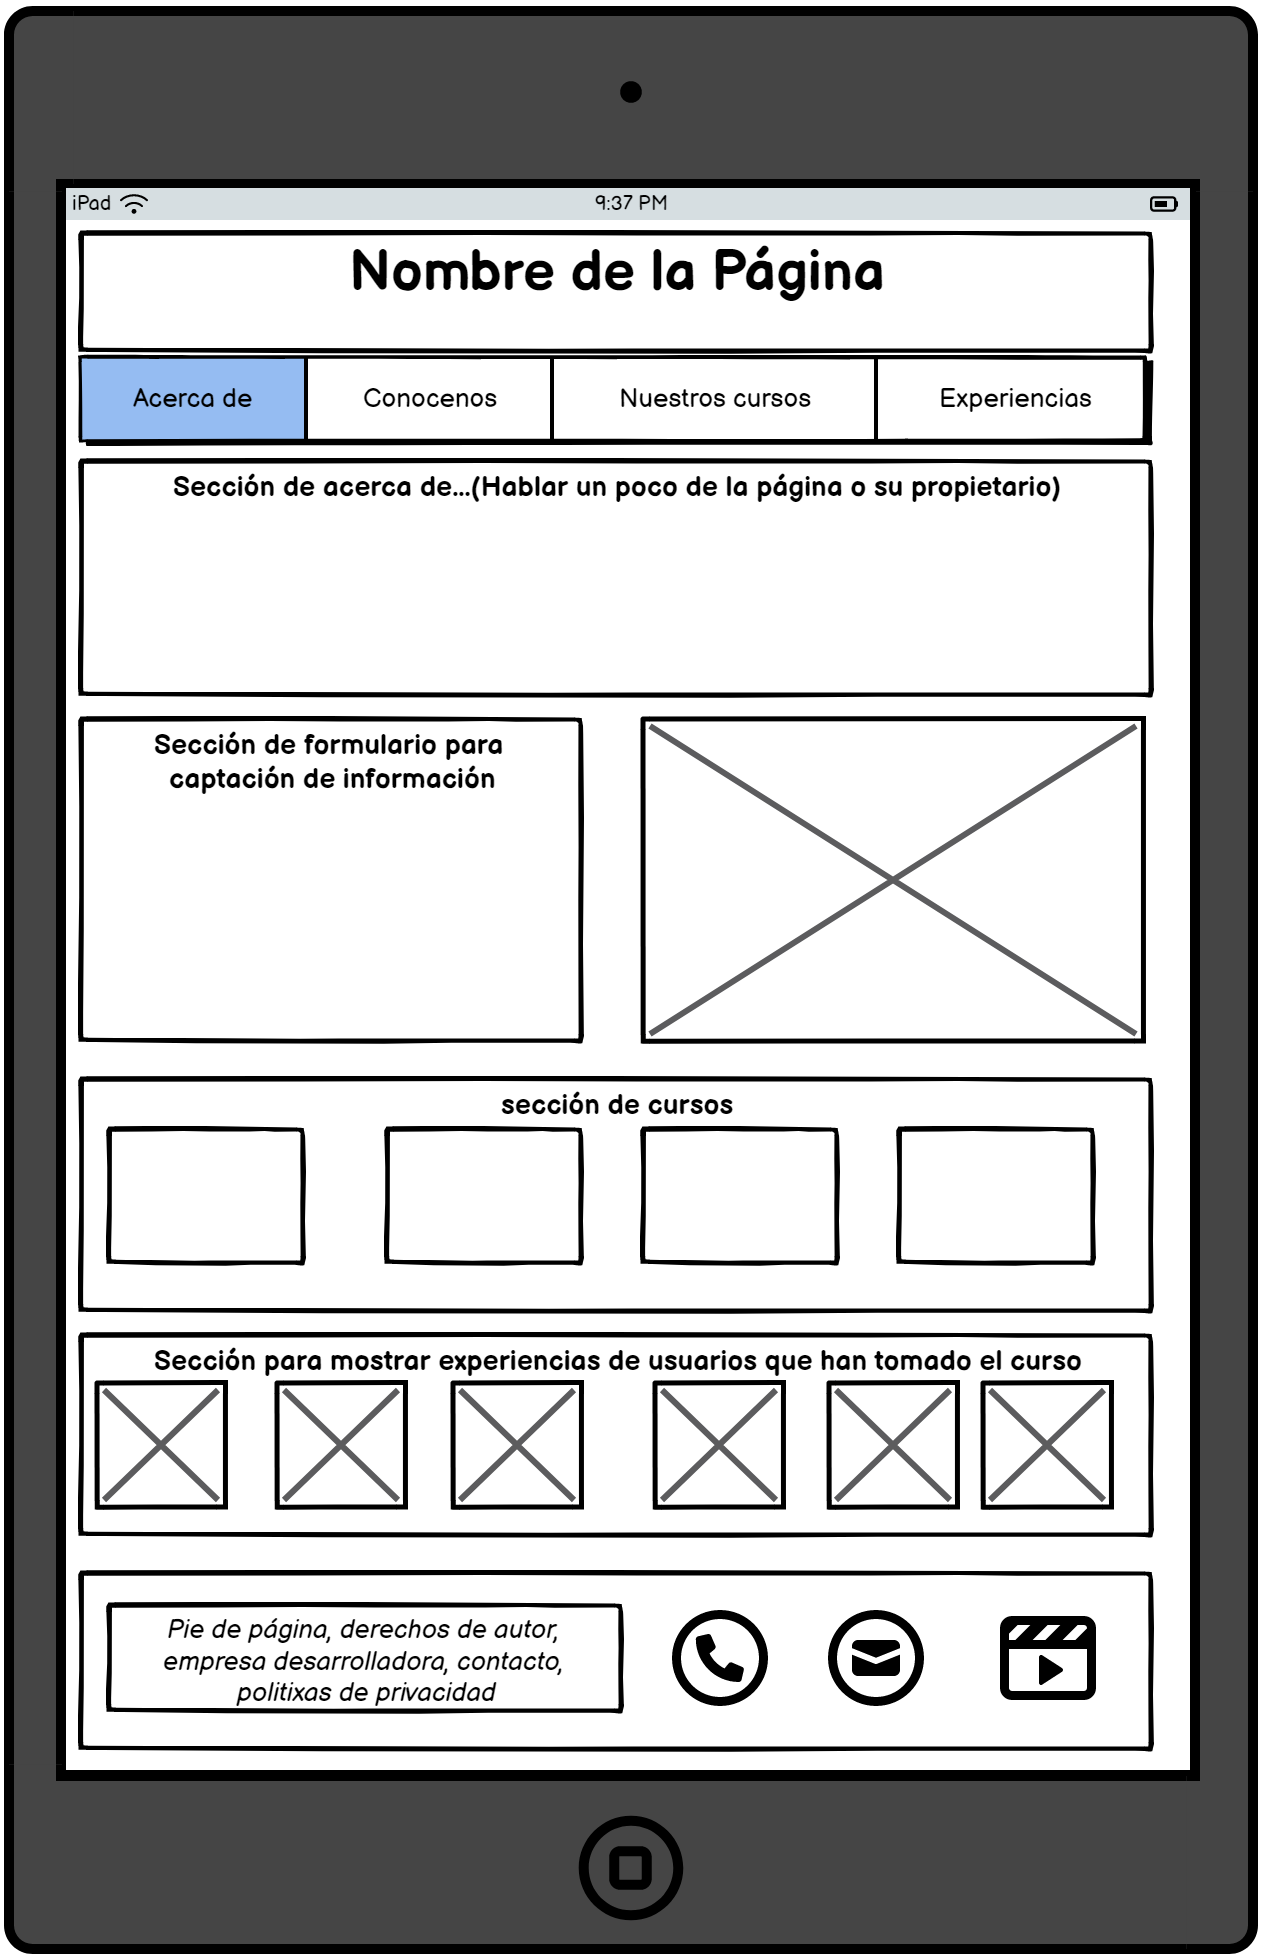 iPad 9:37 PM
Nombre de la Página
Acerca de Conocenos Nuestros cursos Experiencias
Sección de acerca de...(Hablar un poco de la página o su propietario)
Sección de formulario para
captación de información
sección de cursos
Sección para mostrar experiencias de usuarios que han tomado el curso
Pie de página, derechos de autor,
empresa desarrolladora, contacto,
politixas de privacidad